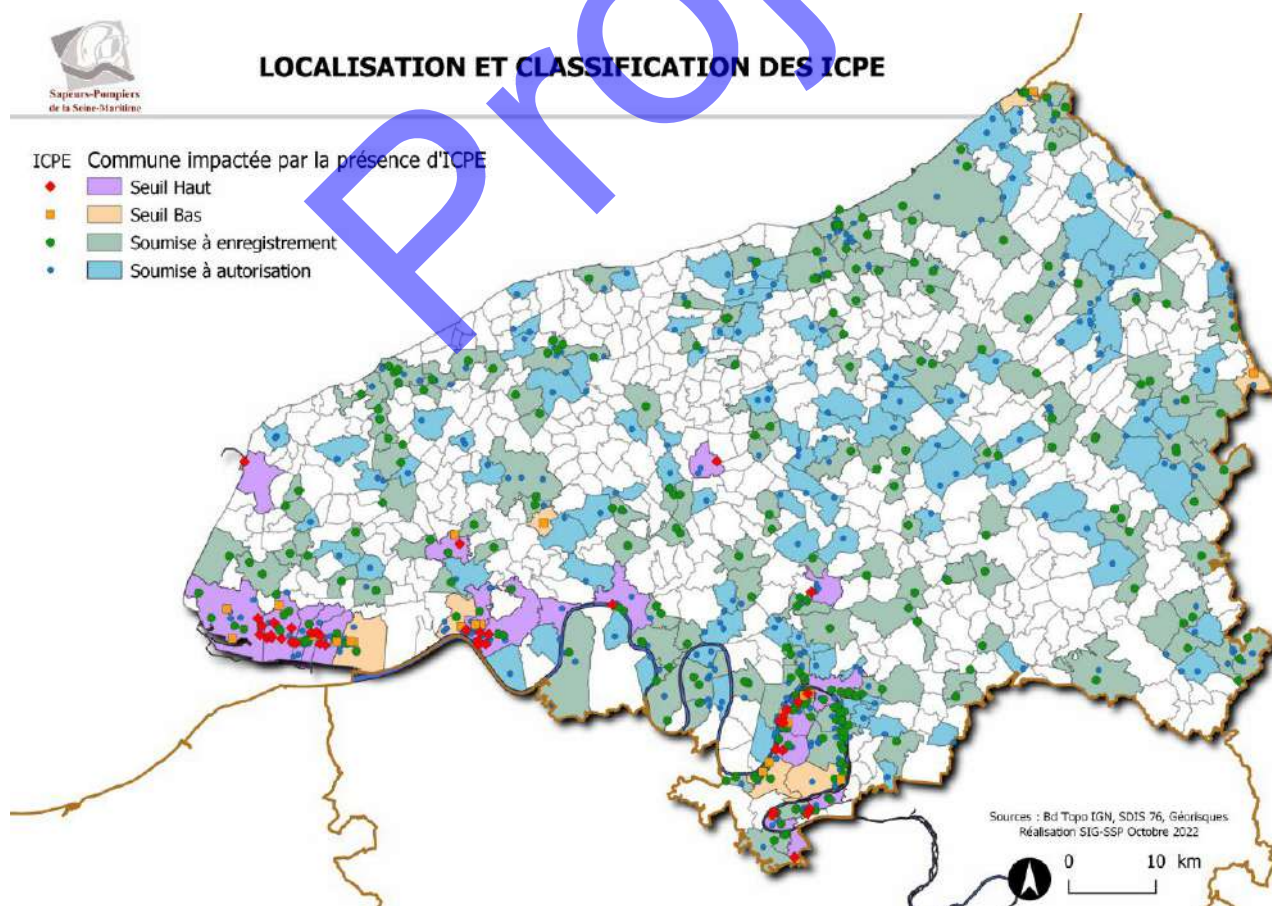 Sapeurs-Pompiers
de la Seine-Maritime
LOCALISATION ET CLASSIFICATION DES ICPE
ICPE Commune impactée par la présence d'ICPE
Seuil Haut
Seuil Bas
Soumise à enregistrement
Soumise à autorisation
Proj
Sources : Bd Topo IGN, SDIS 76, Géorisques
Réalisation SIG-SSP Octobre 2022
0 10 km